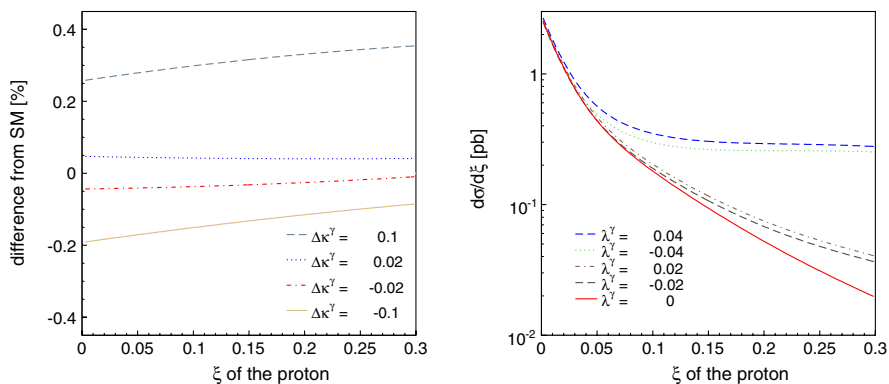 difference from SM [%]
0.4
0.2
0
-0.2
-0.4
Δκ^γ = 0.1
Δκ^γ = 0.02
Δκ^γ = -0.02
Δκ^γ = -0.1
0 0.05 0.1 0.15 0.2 0.25 0.3
ξ of the proton
dσ/dξ [pb]
1
10^-1
10^-2
λ^γ = 0.04
λ^γ = -0.04
λ^γ = 0.02
λ^γ = -0.02
λ^γ = 0
0 0.05 0.1 0.15 0.2 0.25 0.3
ξ of the proton